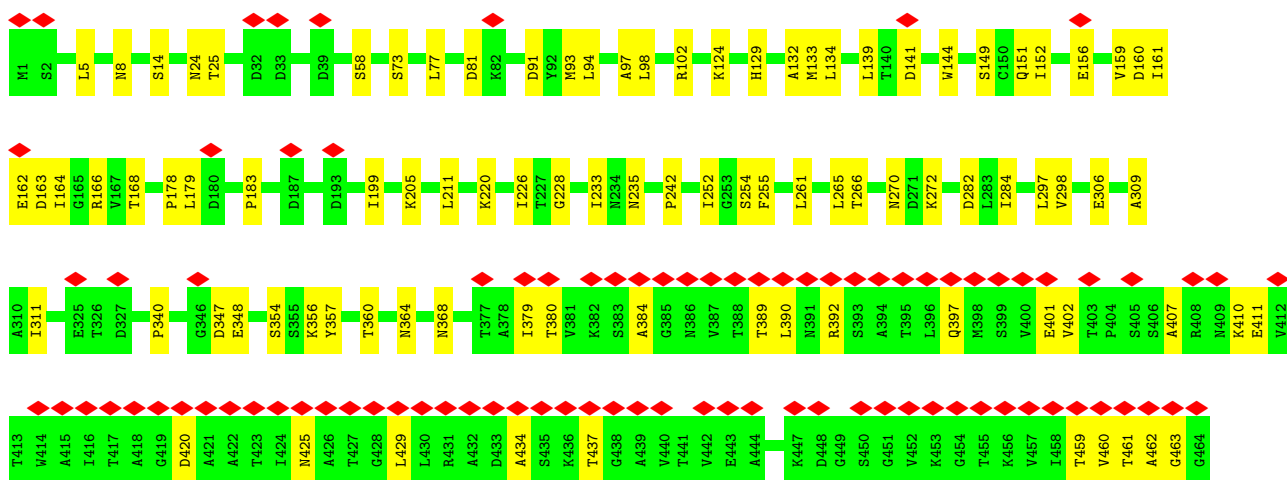 M1 S2 L5 N8 S14 N24 T25 D32 D33 D39 S58 S73 L77 D81 K82 D91 Y92 M93 L94 A97 L98 R102 K124 H129 A132 M133 L134 L139 T140 D141 W144 S149 C150 Q151 I152 E156 V159 D160 I161
E162 D163 I164 G165 R166 V167 T168 P178 L179 D180 P183 D187 D193 I199 K205 L211 K220 I226 T227 G228 I233 N234 N235 P242 I252 G253 S254 F255 L261 L265 T266 N270 D271 K272 D282 L283 I284 L297 V298 E306 A309
A310 I311 E325 T326 D327 P340 G346 D347 E348 S354 S355 K356 Y357 T360 N364 N368 T377 A378 I379 T380 V381 K382 S383 A384 G385 N386 V387 T388 T389 L390 N391 R392 S393 A394 T395 L396 Q397 M398 S399 V400 E401 V402 T403 P404 S405 S406 A407 R408 N409 K410 E411 V412
T413 W414 A415 I416 T417 A418 G419 D420 A421 A422 T423 I424 N425 A426 T427 G428 L429 L430 R431 A432 D433 A434 S435 K436 T437 G438 A439 V440 T441 V442 E443 A444 K447 D448 G449 S450 G451 V452 K453 G454 T455 K456 V457 I458 T459 V460 T461 A462 G463 G464